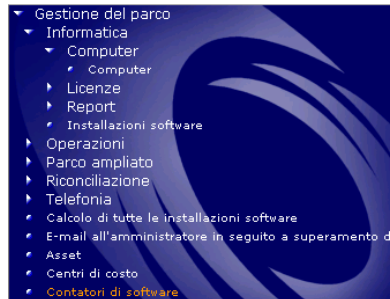 Gestione del parco
Informatica
Computer
Computer
Licenze
Report
Installazioni software
Operazioni
Parco ampliato
Riconciliazione
Telefonia
Calcolo di tutte le installazioni software
E-mail all'amministratore in seguito a superamento d
Asset
Centri di costo
Contatori di software